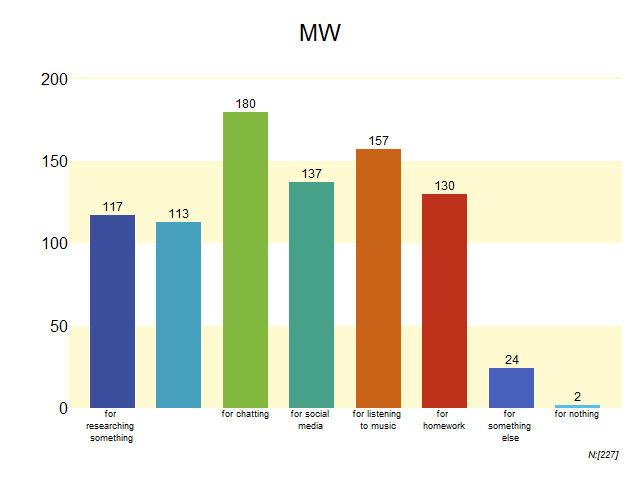 MW
200
150
100
50
0
117
113
180
137
157
130
24
2
for
researching
something
for chatting
for social
media
for listening
to music
for
homework
for
something
else
for nothing
N:[227]